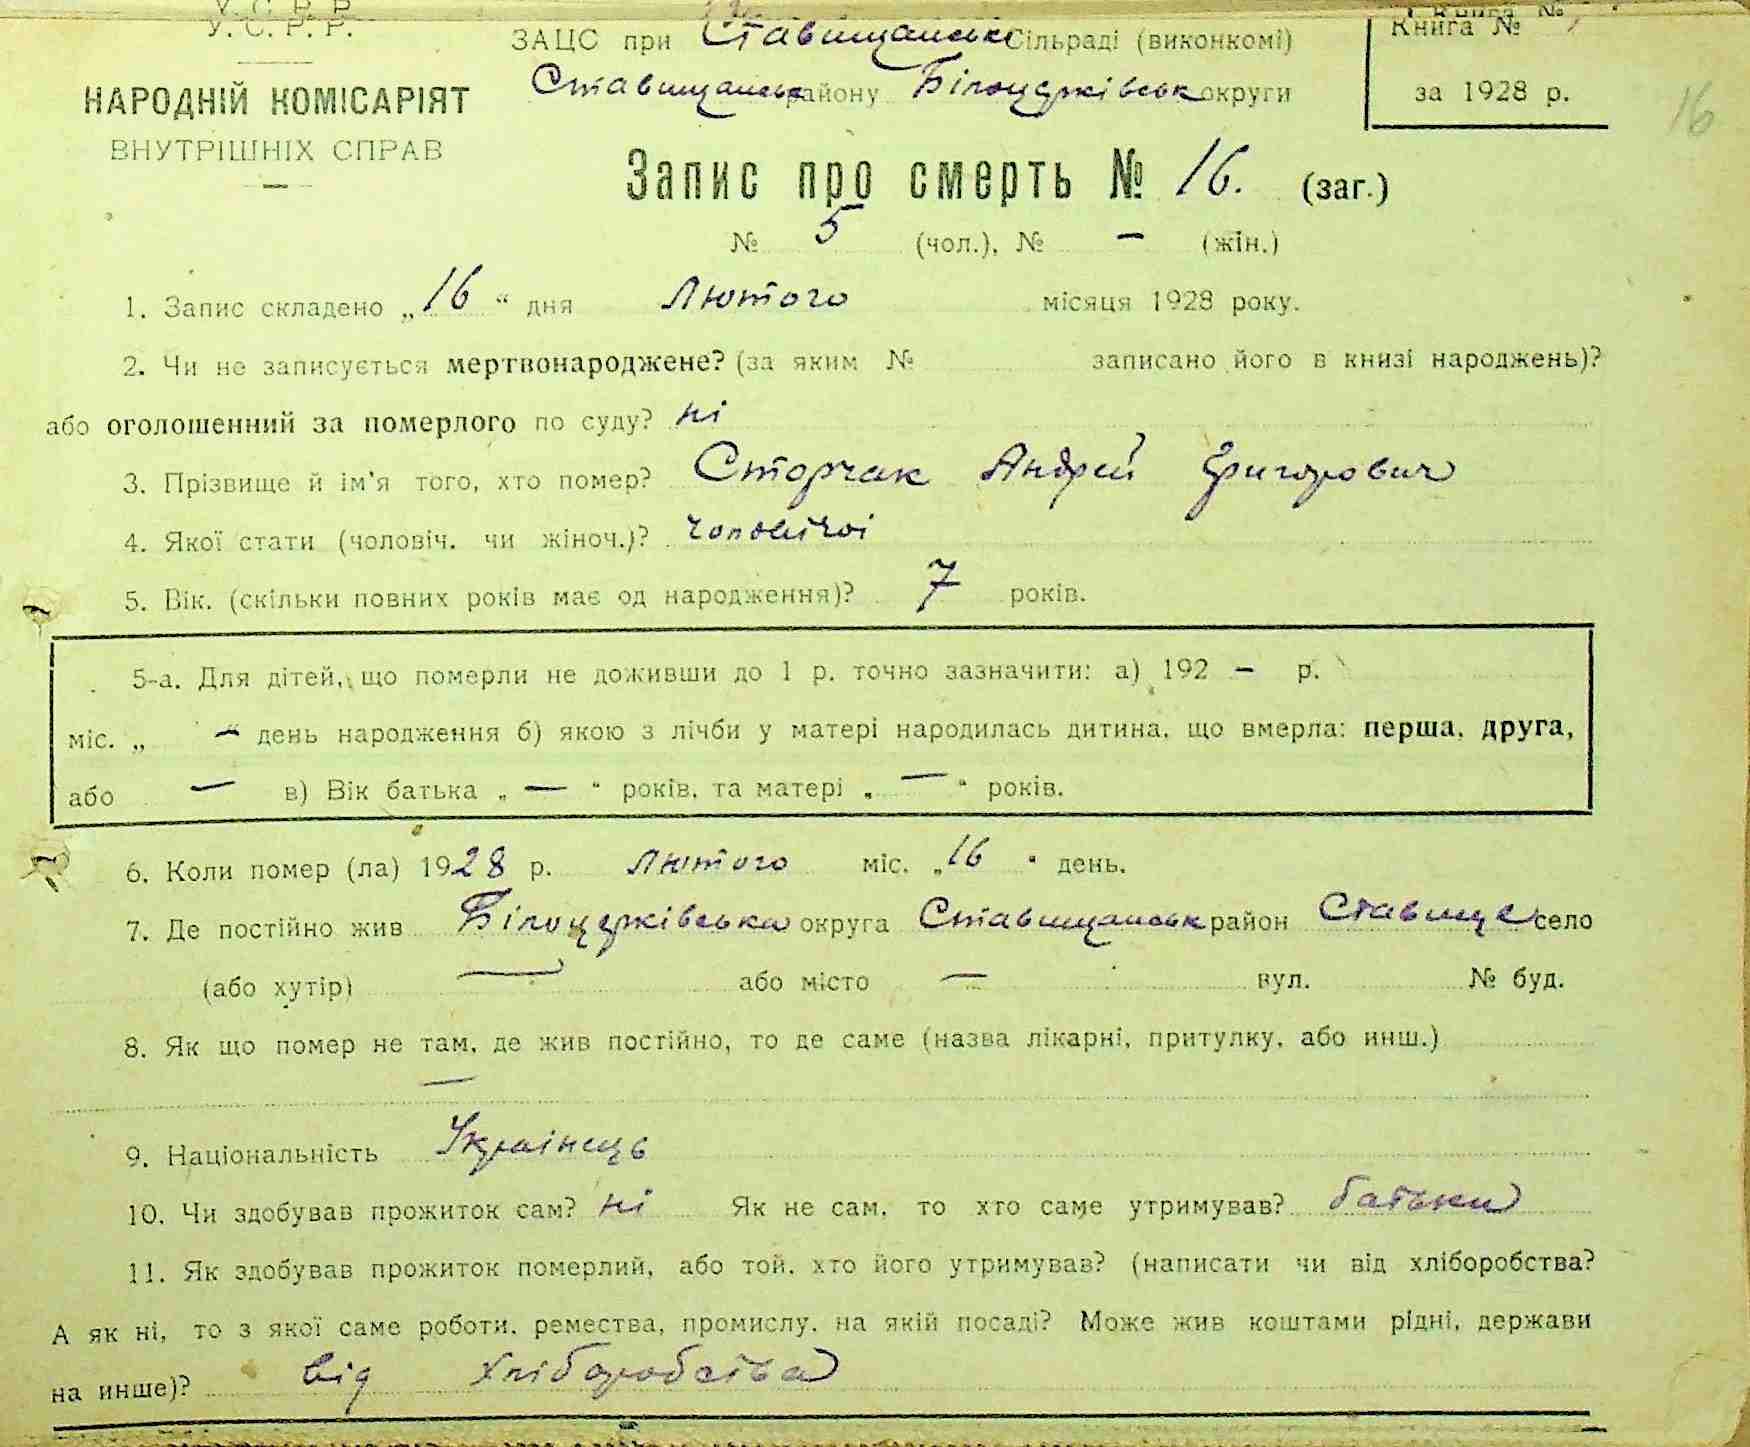 У. С. Р. Р.
НАРОДНІЙ КОМІСАРІЯТ
ВНУТРІШНІХ СПРАВ
ЗАЦС при Ставищанські Сільраді (виконкомі)
Ставищанськ району Білоцерківськ округи
Книга №
за 1928 р.
16
Запис про смерть № 16. (заг.)
№ 5 (чол.), № — (жін.)
1. Запис складено „16“ дня Лютого місяця 1928 року.
2. Чи не записується мертвонароджене? (за яким № записано його в книзі народжень)?
або оголошенний за померлого по суду? ні
3. Прізвище й ім'я того, хто помер? Сторчак Андрей Григорович
4. Якої стати (чоловіч. чи жіноч.)? чоловічої
5. Вік. (скільки повних років має од народження)? 7 років.
5-а. Для дітей, що померли не доживши до 1 р. точно зазначити: а) 192 — р.
міс. „ — “ день народження б) якою з лічби у матері народилась дитина, що вмерла: перша, друга,
або — в) Вік батька „ — “ років, та матері „ — “ років.
6. Коли помер (ла) 1928 р. лютого міс. „16“ день.
7. Де постійно жив Білоцерківська округа Ставищанськ район Ставище село
(або хутір) — або місто — вул. № буд.
8. Як що помер не там, де жив постійно, то де саме (назва лікарні, притулку, або инш.)
—
9. Національність Українець
10. Чи здобував прожиток сам? ні Як не сам, то хто саме утримував? батьки
11. Як здобував прожиток померлий, або той, хто його утримував? (написати чи від хліборобства?
А як ні, то з якої саме роботи, ремества, промислу, на якій посаді? Може жив коштами рідні, держави
на инше)? від хліборобства